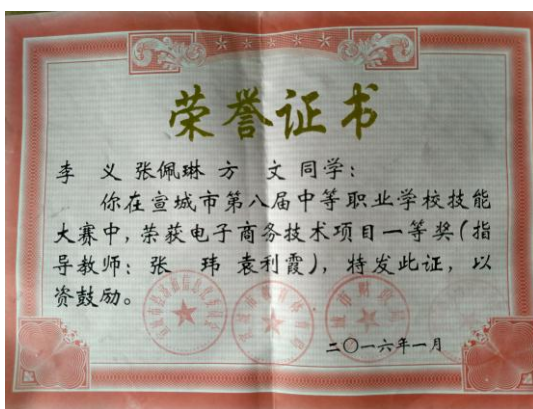 荣誉证书
李 义 张佩琳 方 文 同学：
你在宣城市第八届中等职业学校技能
大赛中，荣获电子商务技术项目一等奖（指
导教师：张 玮 袁利霞），特发此证，以
资鼓励。
二〇一六年一月